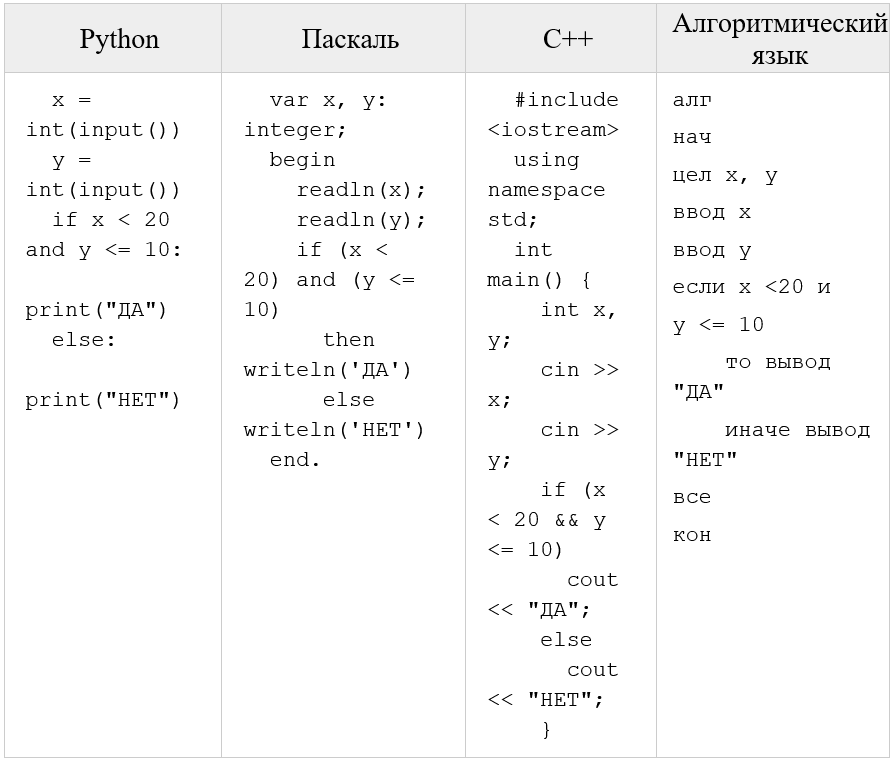 Python
x =
int(input())
y =
int(input())
if x < 20
and y <= 10:
print("ДА")
else:
print("НЕТ")
Паскаль
var x, y:
integer;
begin
readln(x);
readln(y);
if (x <
20) and (y <=
10)
then
writeln('ДА')
else
writeln('НЕТ')
end.
C++
#include
<iostream>
using
namespace
std;
int
main() {
int x,
y;
cin >>
x;
cin >>
y;
if (x
< 20 && y
<= 10)
cout
<< "ДА";
else
cout
<< "НЕТ";
}
Алгоритмический
язык
алг
нач
цел x, y
ввод x
ввод y
если x <20 и
y <= 10
то вывод
"ДА"
иначе вывод
"НЕТ"
все
кон